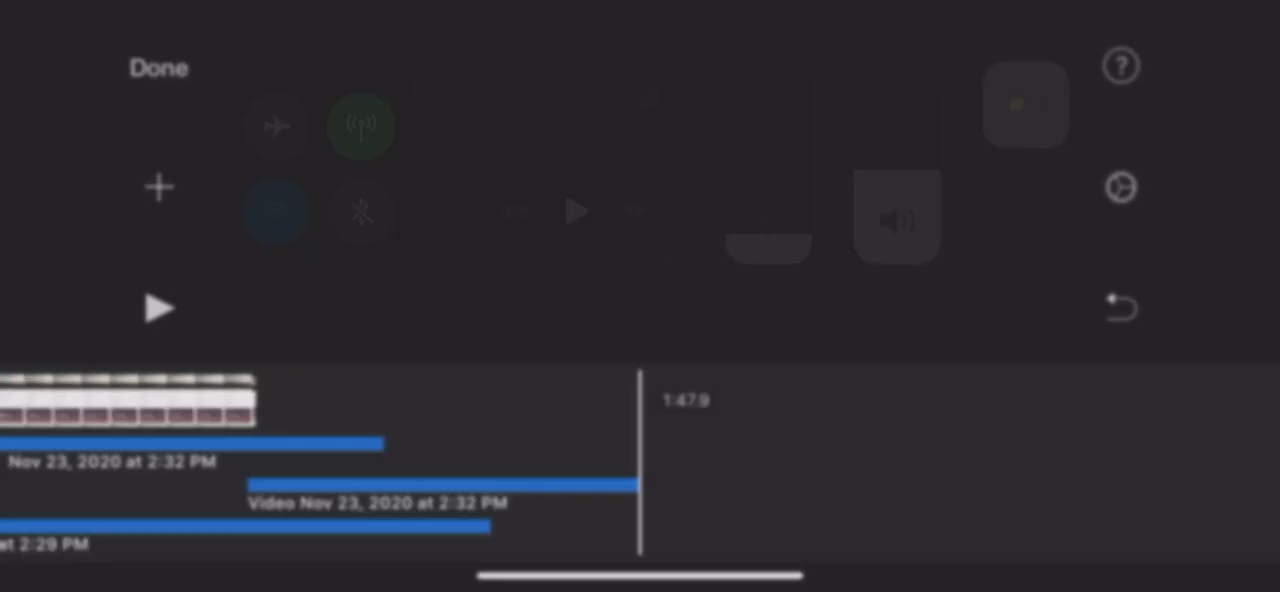 Done
?
1:47.9
Nov 23, 2020 at 2:32 PM
Video Nov 23, 2020 at 2:32 PM
at 2:29 PM